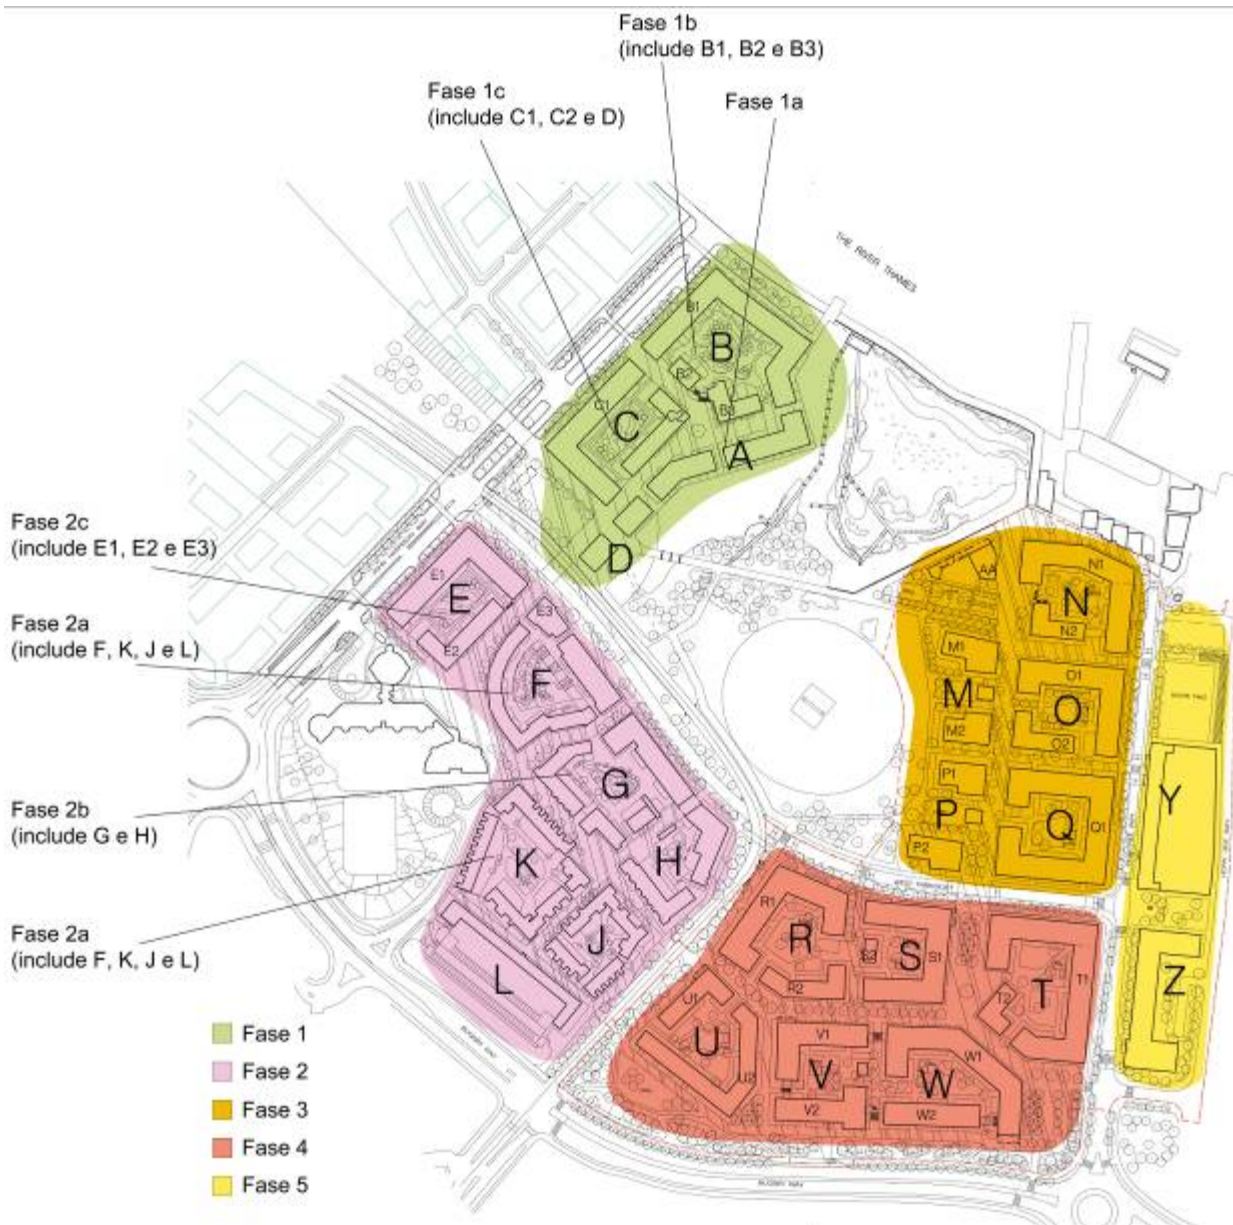 Fase 1b
(include B1, B2 e B3)
Fase 1c
(include C1, C2 e D)
Fase 1a
THE RIVER THAMES
B1
B
B2
B3
C1
C
A
D
Fase 2c
(include E1, E2 e E3)
E1
E
E3
E2
Fase 2a
(include F, K, J e L)
F
AA
N1
N
N2
M1
M
M2
O1
O
O2
P1
P
P2
Q
Q1
Y
Z
Fase 2b
(include G e H)
G
H
K
J
L
Fase 2a
(include F, K, J e L)
R1
R
R2
S
S1
T
T1
T2
U1
U
U2
V1
V
V2
W1
W
W2
Fase 1
Fase 2
Fase 3
Fase 4
Fase 5